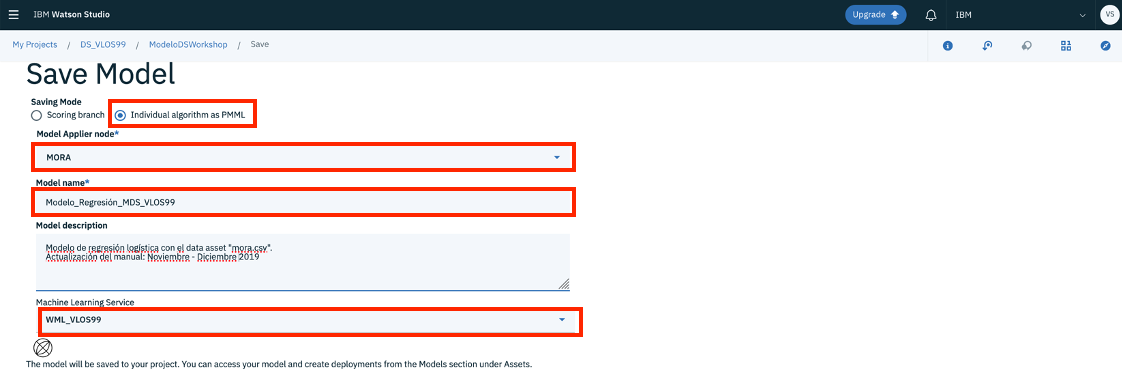 IBM Watson Studio
Upgrade
IBM
VS
My Projects / DS_VLOS99 / ModeloDSWorkshop / Save
Save Model
Saving Mode
Scoring branch
Individual algorithm as PMML
Model Applier node*
MORA
Model name*
Modelo_Regresión_MDS_VLOS99
Model description
Modelo de regresión logística con el data asset "mora.csv".
Actualización del manual: Noviembre - Diciembre 2019
Machine Learning Service
WML_VLOS99
The model will be saved to your project. You can access your model and create deployments from the Models section under Assets.